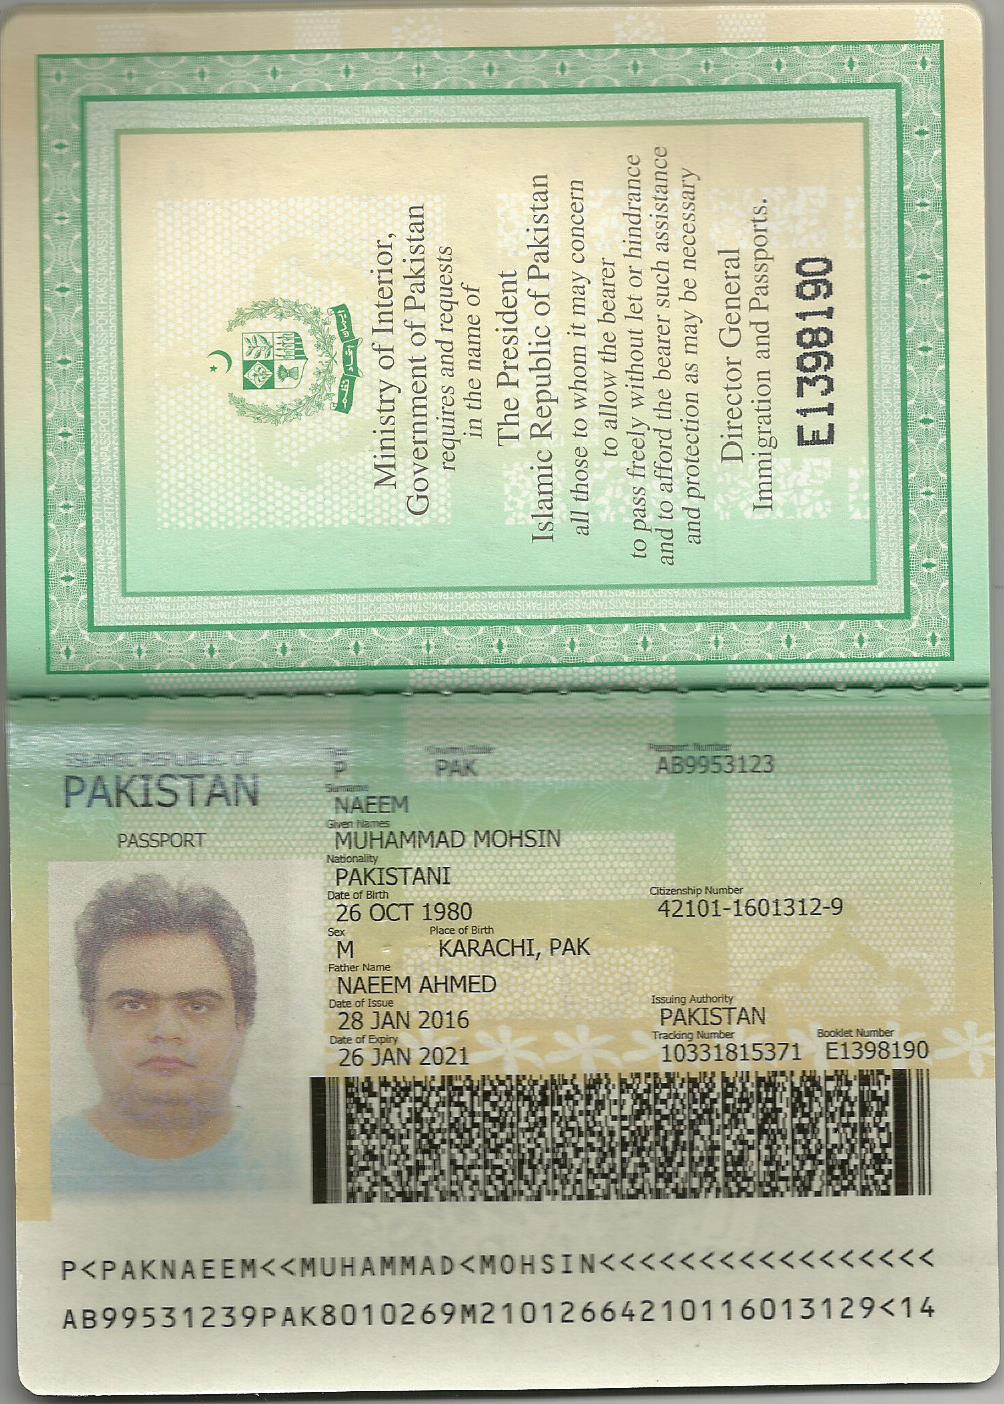 Ministry of Interior,
Government of Pakistan
requires and requests
in the name of
The President
Islamic Republic of Pakistan
all those to whom it may concern
to allow the bearer
to pass freely without let or hindrance
and to afford the bearer such assistance
and protection as may be necessary
Director General
Immigration and Passports.
E1398190
ISLAMIC REPUBLIC OF
PAKISTAN
PASSPORT
Type Country Code Passport Number
P PAK AB9953123
Surname
NAEEM
Given Names
MUHAMMAD MOHSIN
Nationality
PAKISTANI
Date of Birth Citizenship Number
26 OCT 1980 42101-1601312-9
Sex Place of Birth
M KARACHI, PAK
Father Name
NAEEM AHMED
Date of Issue Issuing Authority
28 JAN 2016 PAKISTAN
Date of Expiry Tracking Number Booklet Number
26 JAN 2021 10331815371 E1398190
P<PAKNAEEM<<MUHAMMAD<MOHSIN<<<<<<<<<<<<<<<<<
AB99531239PAK8010269M21012664210116013129<14